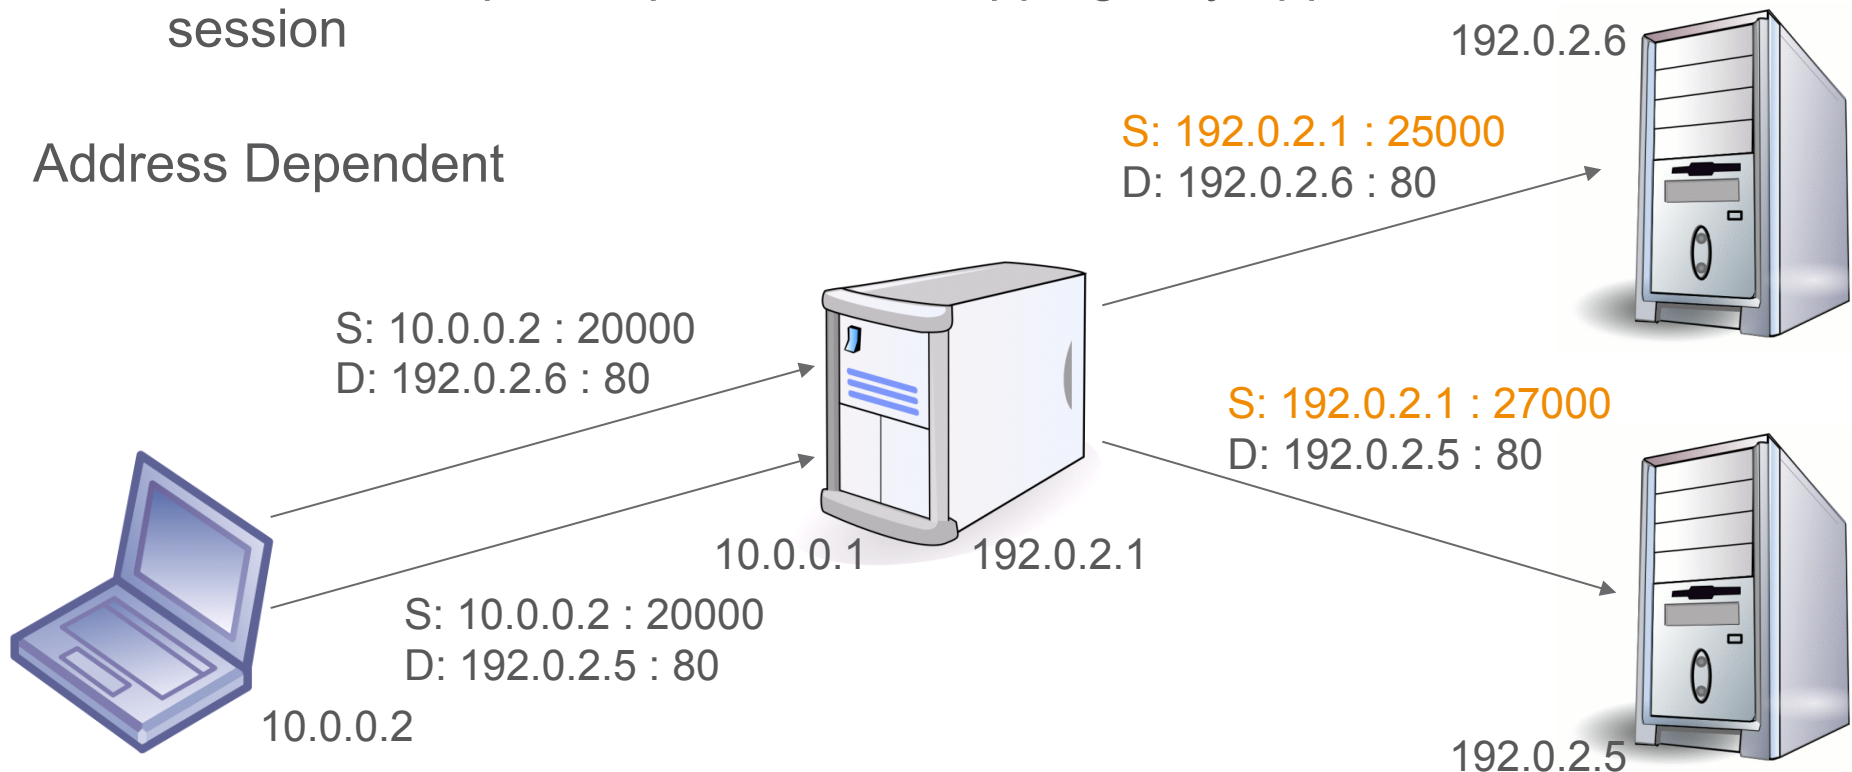 session
192.0.2.6
S: 192.0.2.1 : 25000
D: 192.0.2.6 : 80
Address Dependent
S: 10.0.0.2 : 20000
D: 192.0.2.6 : 80
S: 192.0.2.1 : 27000
D: 192.0.2.5 : 80
10.0.0.1
192.0.2.1
S: 10.0.0.2 : 20000
D: 192.0.2.5 : 80
10.0.0.2
192.0.2.5